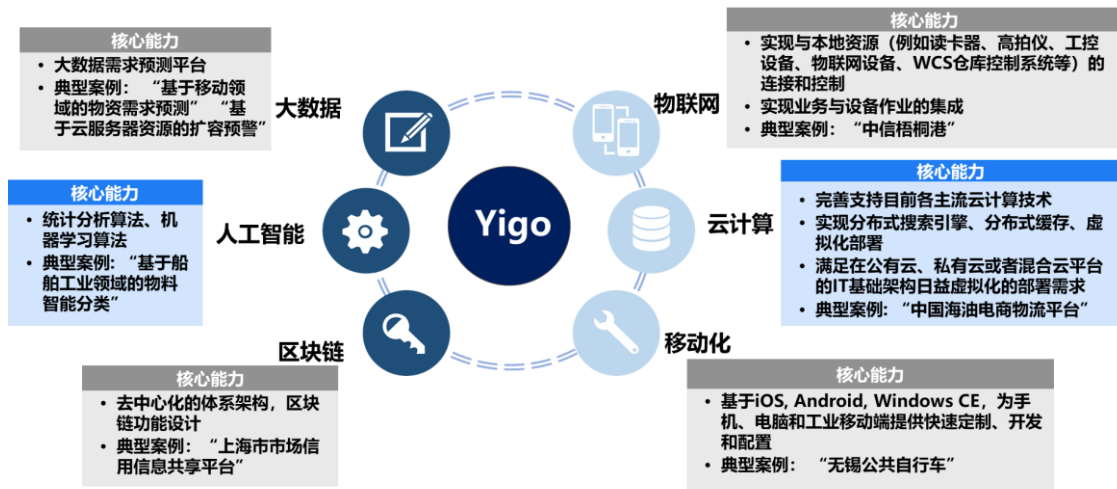 核心能力
• 大数据需求预测平台
• 典型案例： “基于移动领
域的物资需求预测” “基
于云服务器资源的扩容预警”
大数据
核心能力
• 统计分析算法、机
器学习算法
• 典型案例：“基于船
舶工业领域的物料
智能分类”
人工智能
区块链
核心能力
• 去中心化的体系架构，区块
链功能设计
• 典型案例： “上海市市场信
用信息共享平台”
Yigo
核心能力
• 实现与本地资源（例如读卡器、高拍仪、工控
设备、物联网设备、WCS仓库控制系统等）的
连接和控制
• 实现业务与设备作业的集成
• 典型案例：“中信梧桐港”
物联网
核心能力
• 完善支持目前各主流云计算技术
• 实现分布式搜索引擎、分布式缓存、虚
拟化部署
• 满足在公有云、私有云或者混合云平台
的IT基础架构日益虚拟化的部署需求
• 典型案例：“中国海油电商物流平台”
云计算
移动化
核心能力
• 基于iOS, Android, Windows CE，为手
机、电脑和工业移动端提供快速定制、开发
和配置
• 典型案例： “无锡公共自行车”